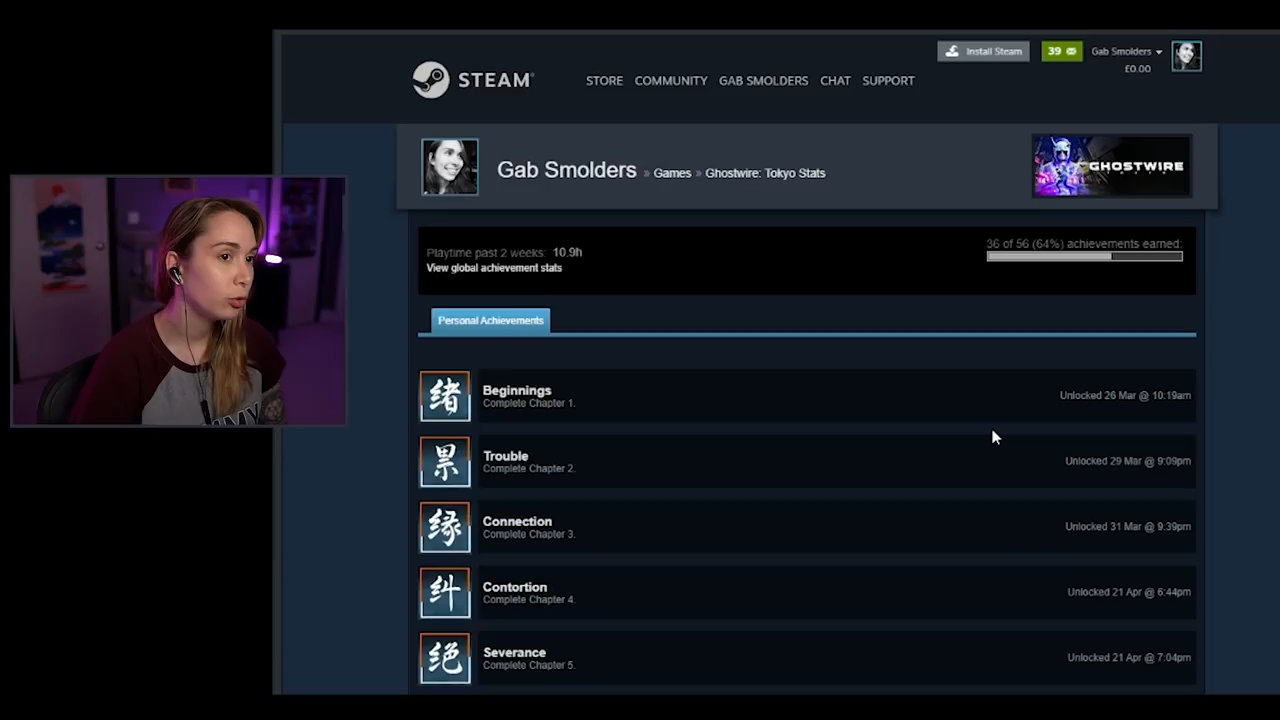 Install Steam
39
Gab Smolders
£0.00
STEAM®
STORE
COMMUNITY
GAB SMOLDERS
CHAT
SUPPORT
Gab Smolders » Games » Ghostwire: Tokyo Stats
GHOSTWIRE
Playtime past 2 weeks: 10.9h
View global achievement stats
36 of 56 (64%) achievements earned:
Personal Achievements
緒
Beginnings
Complete Chapter 1.
Unlocked 26 Mar @ 10:19am
累
Trouble
Complete Chapter 2.
Unlocked 29 Mar @ 9:09pm
縁
Connection
Complete Chapter 3.
Unlocked 31 Mar @ 9:39pm
糾
Contortion
Complete Chapter 4.
Unlocked 21 Apr @ 6:44pm
絶
Severance
Complete Chapter 5.
Unlocked 21 Apr @ 7:04pm